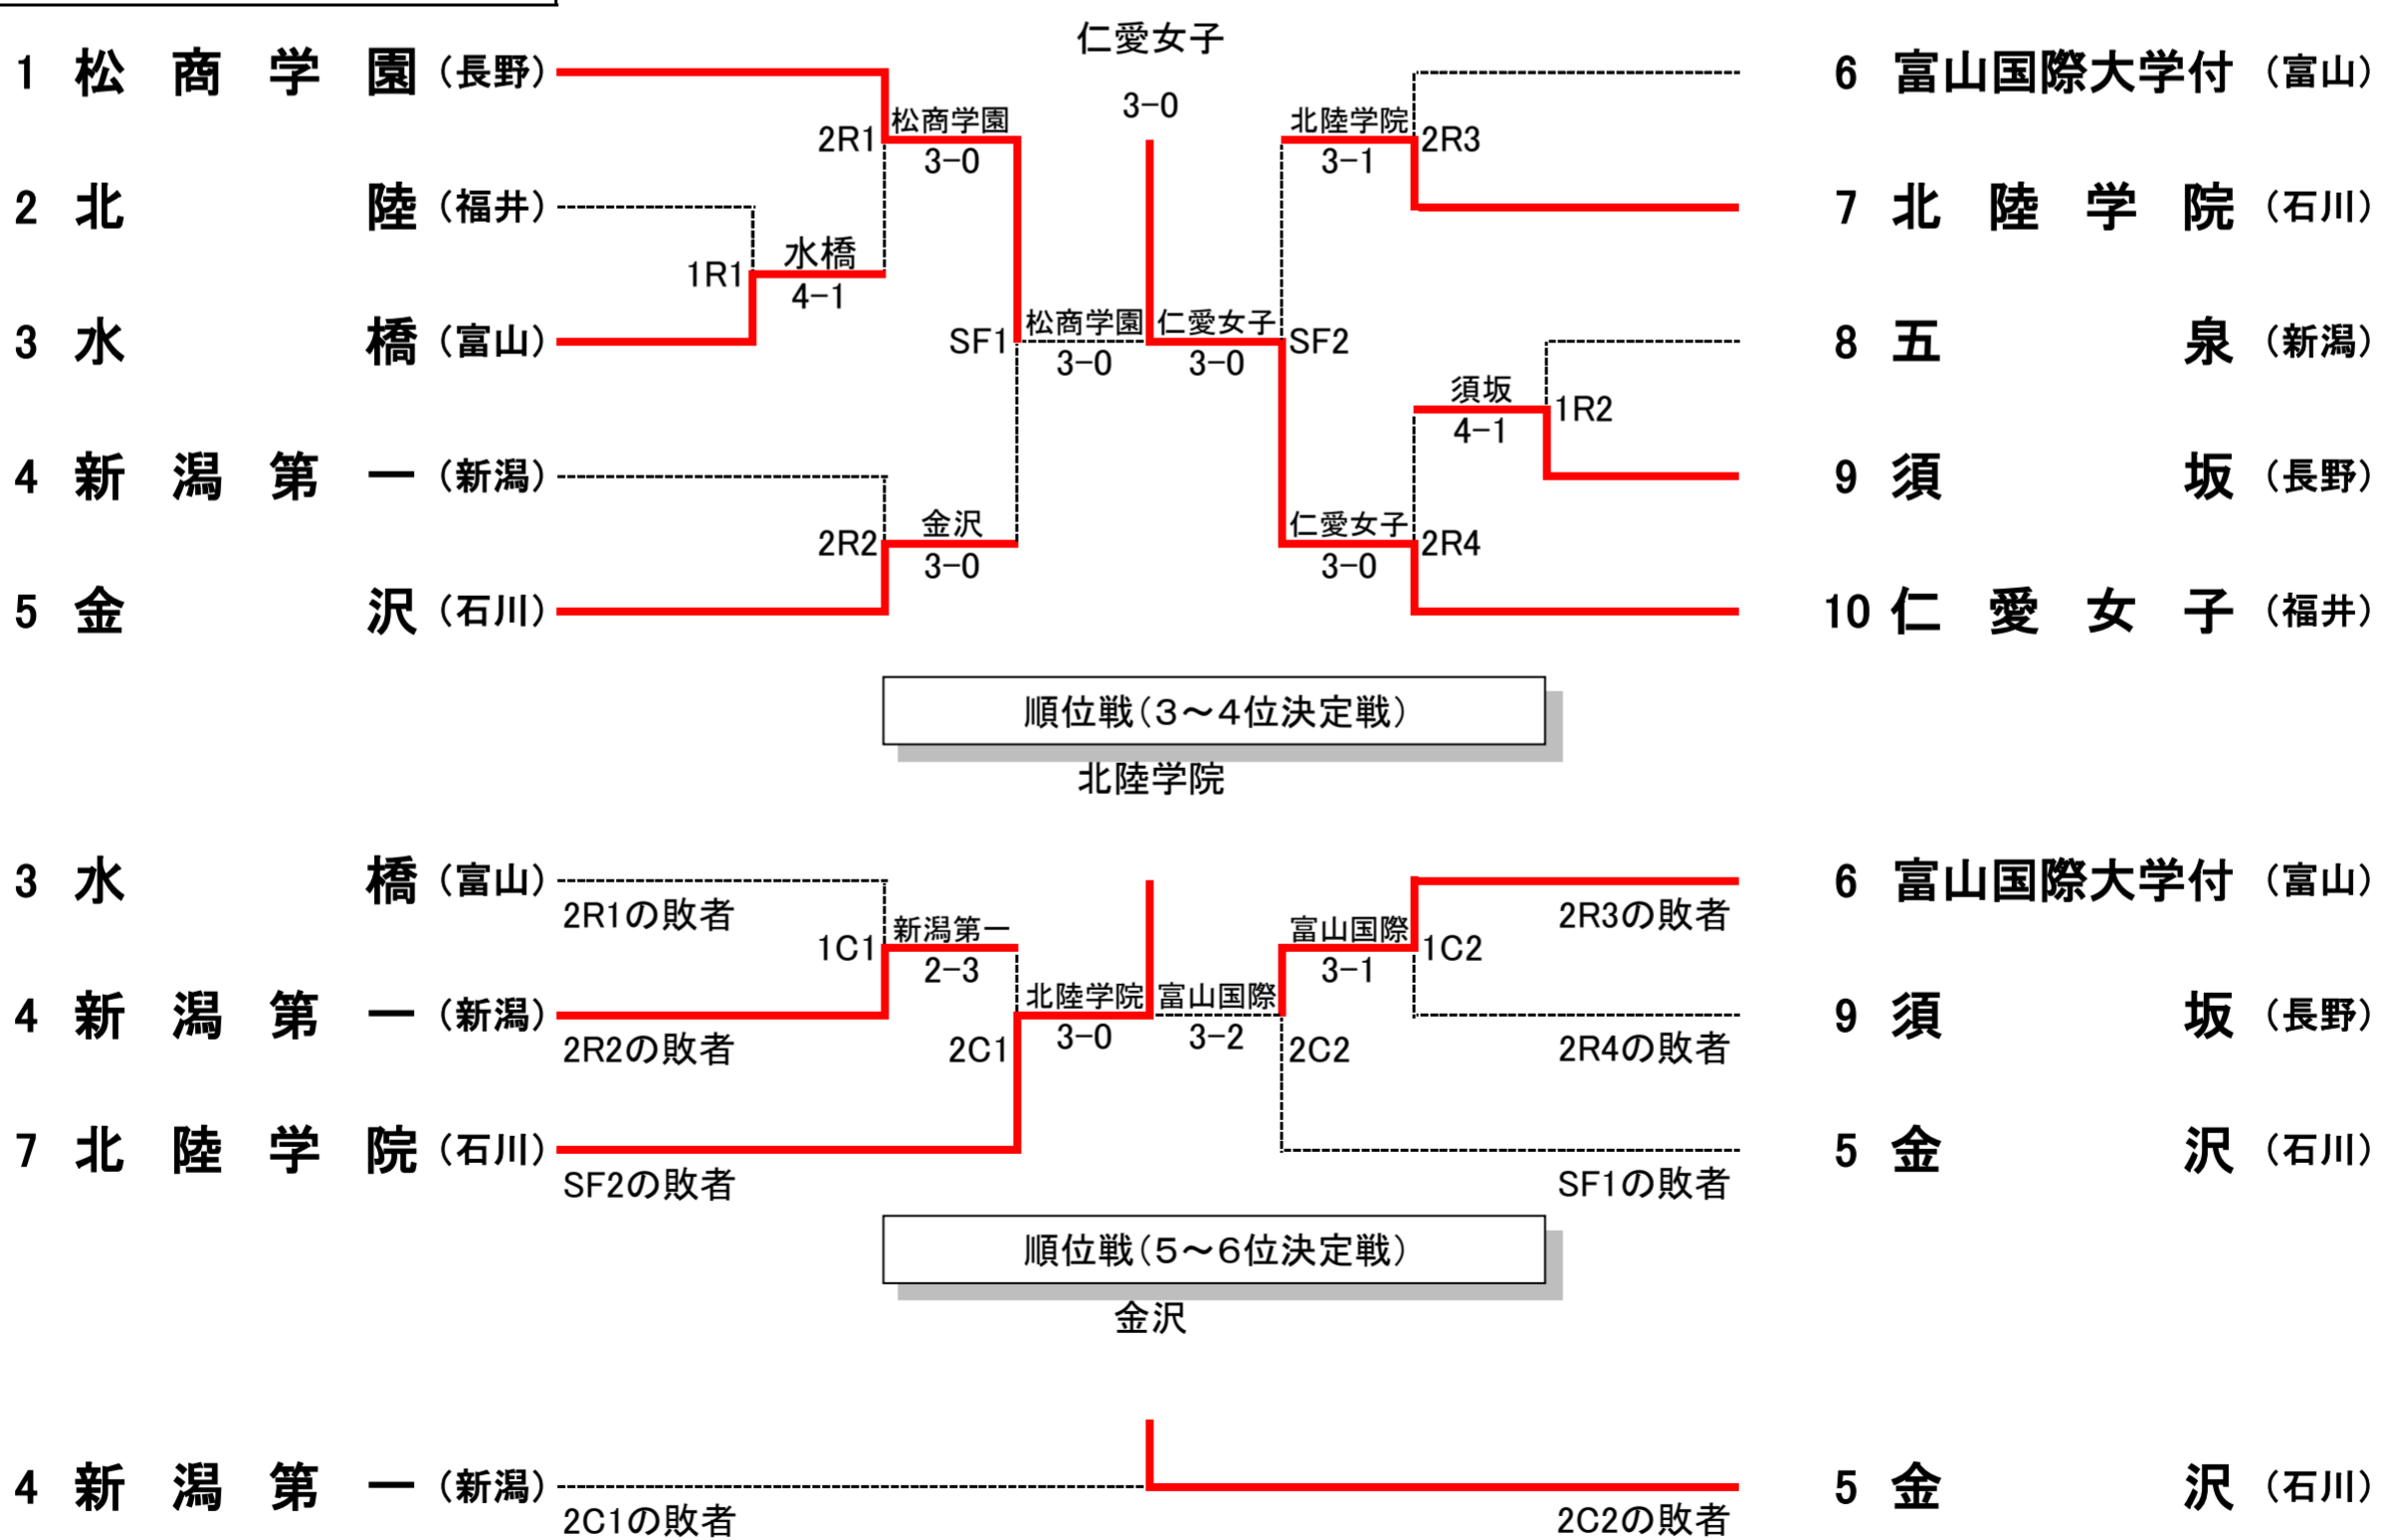 仁愛女子
1 松商学園（長野） 6 富山国際大学付（富山）
3-0
2R1 松商学園 北陸学院 2R3
3-0 3-1
2 北陸（福井） 7 北陸学院（石川）
1R1 水橋
4-1
3 水橋（富山） SF1 松商学園 仁愛女子 SF2 8 五泉（新潟）
3-0 3-0
須坂 1R2
4-1
4 新潟第一（新潟） 9 須坂（長野）
2R2 金沢 仁愛女子 2R4
3-0 3-0
5 金沢（石川） 10 仁愛女子（福井）
順位戦（３～４位決定戦）
北陸学院
3 水橋（富山） 6 富山国際大学付（富山）
2R1の敗者 2R3の敗者
1C1 新潟第一 富山国際 1C2
2-3 3-1
4 新潟第一（新潟） 北陸学院 富山国際 9 須坂（長野）
2R2の敗者 2C1 3-0 3-2 2C2 2R4の敗者
7 北陸学院（石川） 5 金沢（石川）
SF2の敗者 SF1の敗者
順位戦（５～６位決定戦）
金沢
4 新潟第一（新潟） 5 金沢（石川）
2C1の敗者 2C2の敗者